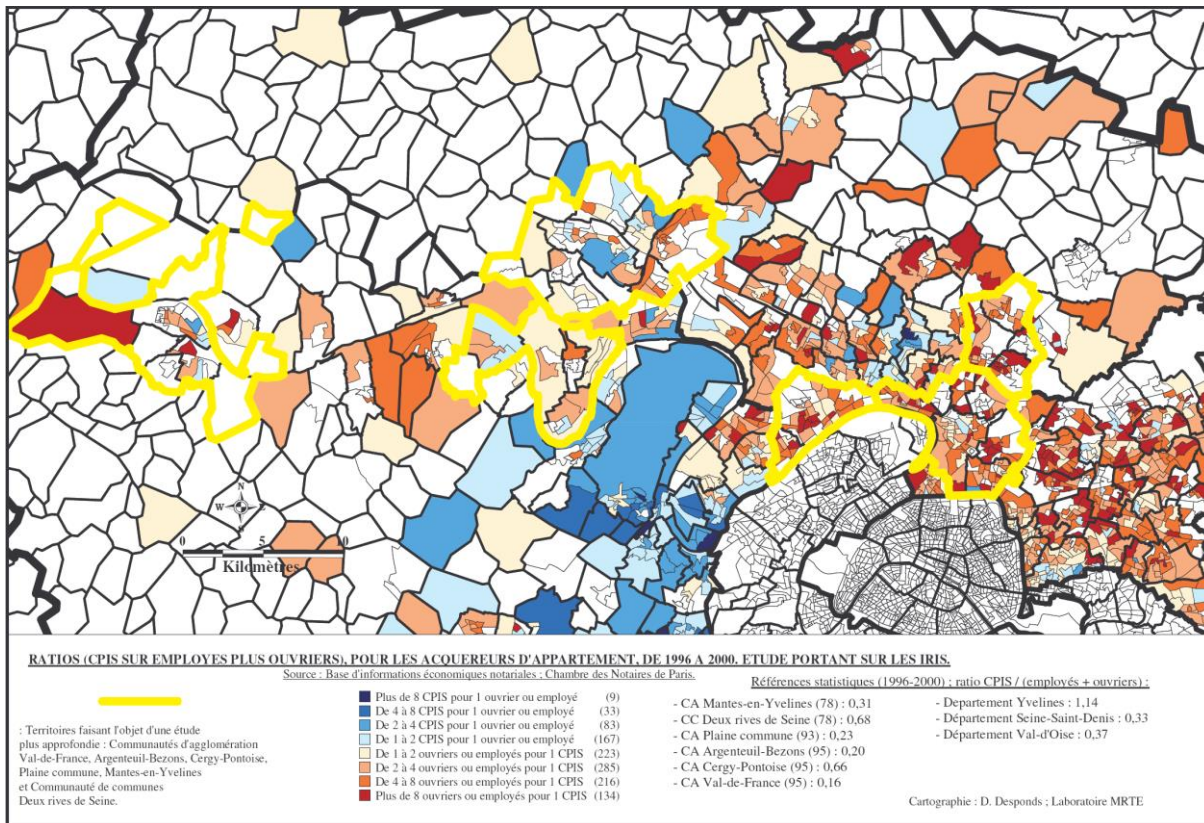 N
W
E
S
0
5
0
Kilomètres
RATIOS (CPIS SUR EMPLOYES PLUS OUVRIERS), POUR LES ACQUEREURS D'APPARTEMENT, DE 1996 A 2000. ETUDE PORTANT SUR LES IRIS.
Source : Base d'informations économiques notariales ; Chambre des Notaires de Paris.
: Territoires faisant l'objet d'une étude
plus approfondie : Communautés d'agglomération
Val-de-France, Argenteuil-Bezons, Cergy-Pontoise,
Plaine commune, Mantes-en-Yvelines
et Communauté de communes
Deux rives de Seine.
Plus de 8 CPIS pour 1 ouvrier ou employé (9)
De 4 à 8 CPIS pour 1 ouvrier ou employé (33)
De 2 à 4 CPIS pour 1 ouvrier ou employé (83)
De 1 à 2 CPIS pour 1 ouvrier ou employé (167)
De 1 à 2 ouvriers ou employés pour 1 CPIS (223)
De 2 à 4 ouvriers ou employés pour 1 CPIS (285)
De 4 à 8 ouvriers ou employés pour 1 CPIS (216)
Plus de 8 ouvriers ou employés pour 1 CPIS (134)
Références statistiques (1996-2000) ; ratio CPIS / (employés + ouvriers) :
- CA Mantes-en-Yvelines (78) : 0,31
- CC Deux rives de Seine (78) : 0,68
- CA Plaine commune (93) : 0,23
- CA Argenteuil-Bezons (95) : 0,20
- CA Cergy-Pontoise (95) : 0,66
- CA Val-de-France (95) : 0,16
- Departement Yvelines : 1,14
- Département Seine-Saint-Denis : 0,33
- Département Val-d'Oise : 0,37
Cartographie : D. Desponds ; Laboratoire MRTE